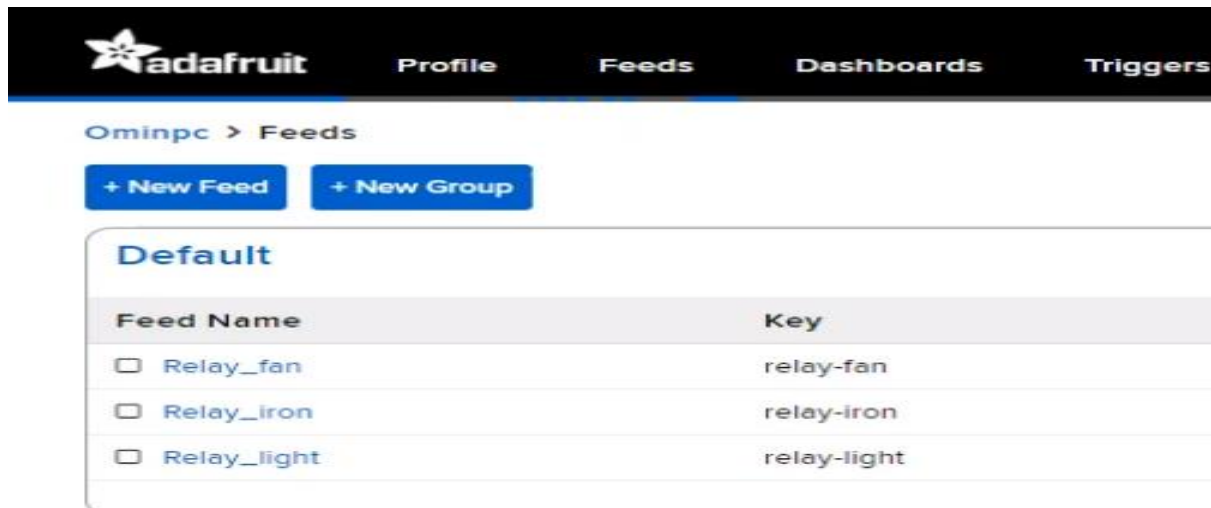 adafruit Profile Feeds Dashboards Triggers
Ominpc > Feeds
+ New Feed + New Group
Default
Feed Name Key
Relay_fan relay-fan
Relay_iron relay-iron
Relay_light relay-light